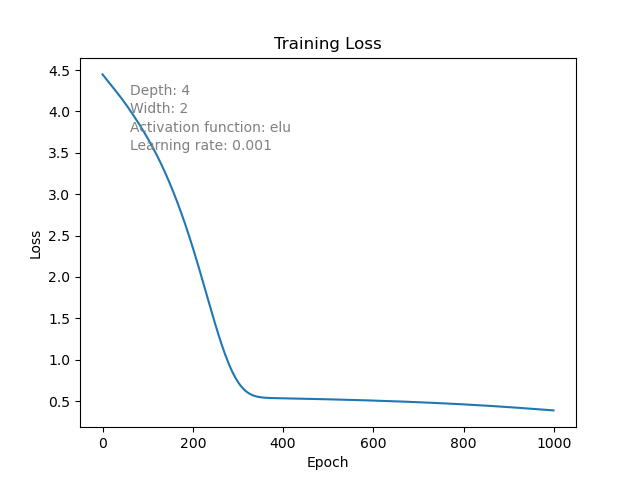 Training Loss
Depth: 4
Width: 2
Activation function: elu
Learning rate: 0.001
4.5
4.0
3.5
3.0
2.5
2.0
1.5
1.0
0.5
Loss
0 200 400 600 800 1000
Epoch